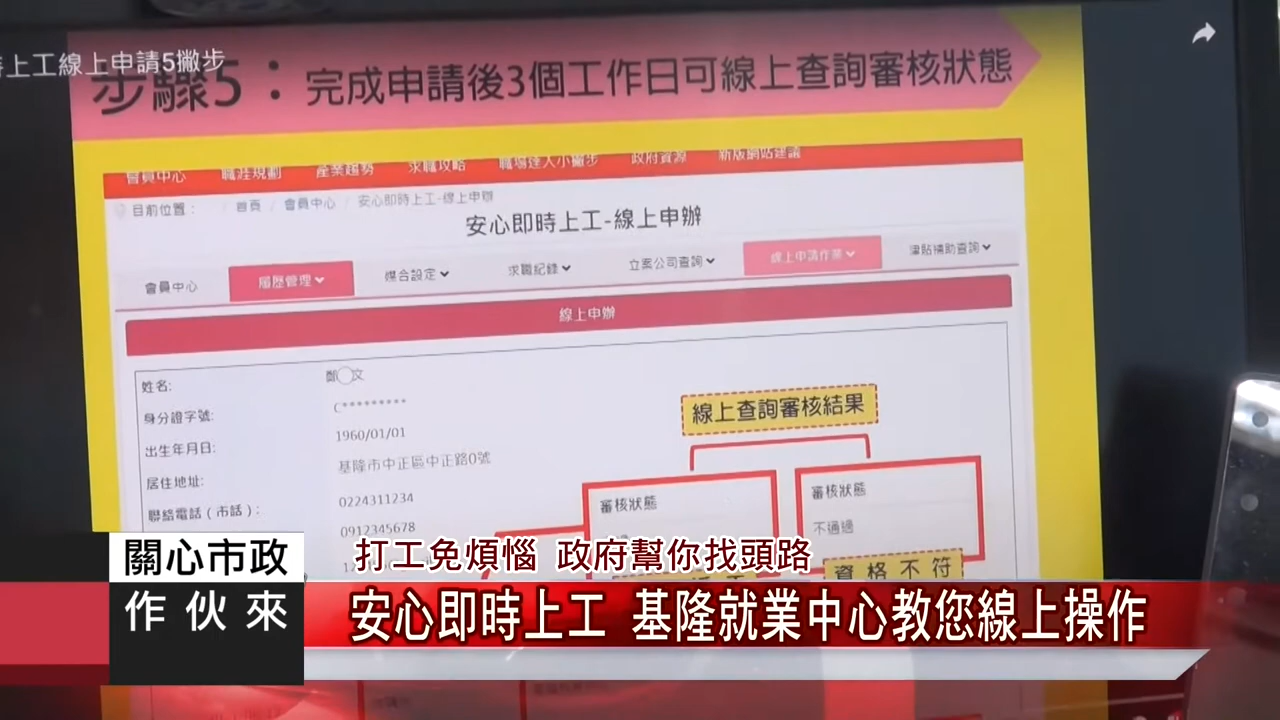 時上工線上申請5撇步
步驟5：完成申請後3個工作日可線上查詢審核狀態
會員中心 職涯規劃 產業趨勢 求職攻略 職場達人小撇步 政府資源 新版網站建議
目前位置： / 首頁 / 會員中心 / 安心即時上工-線上申辦
安心即時上工-線上申辦
會員中心 履歷管理 媒合設定 求職紀錄 立案公司查詢 線上申請作業 津貼補助查詢
線上申辦
姓名: 鄭○文
身分證字號: C*********
出生年月日: 1960/01/01
居住地址: 基隆市中正區中正路0號
聯絡電話（市話）: 0224311234
0912345678
線上查詢審核結果
審核狀態
審核狀態
不通過
資格不符
關心市政
作伙來
打工免煩惱 政府幫你找頭路
安心即時上工 基隆就業中心教您線上操作